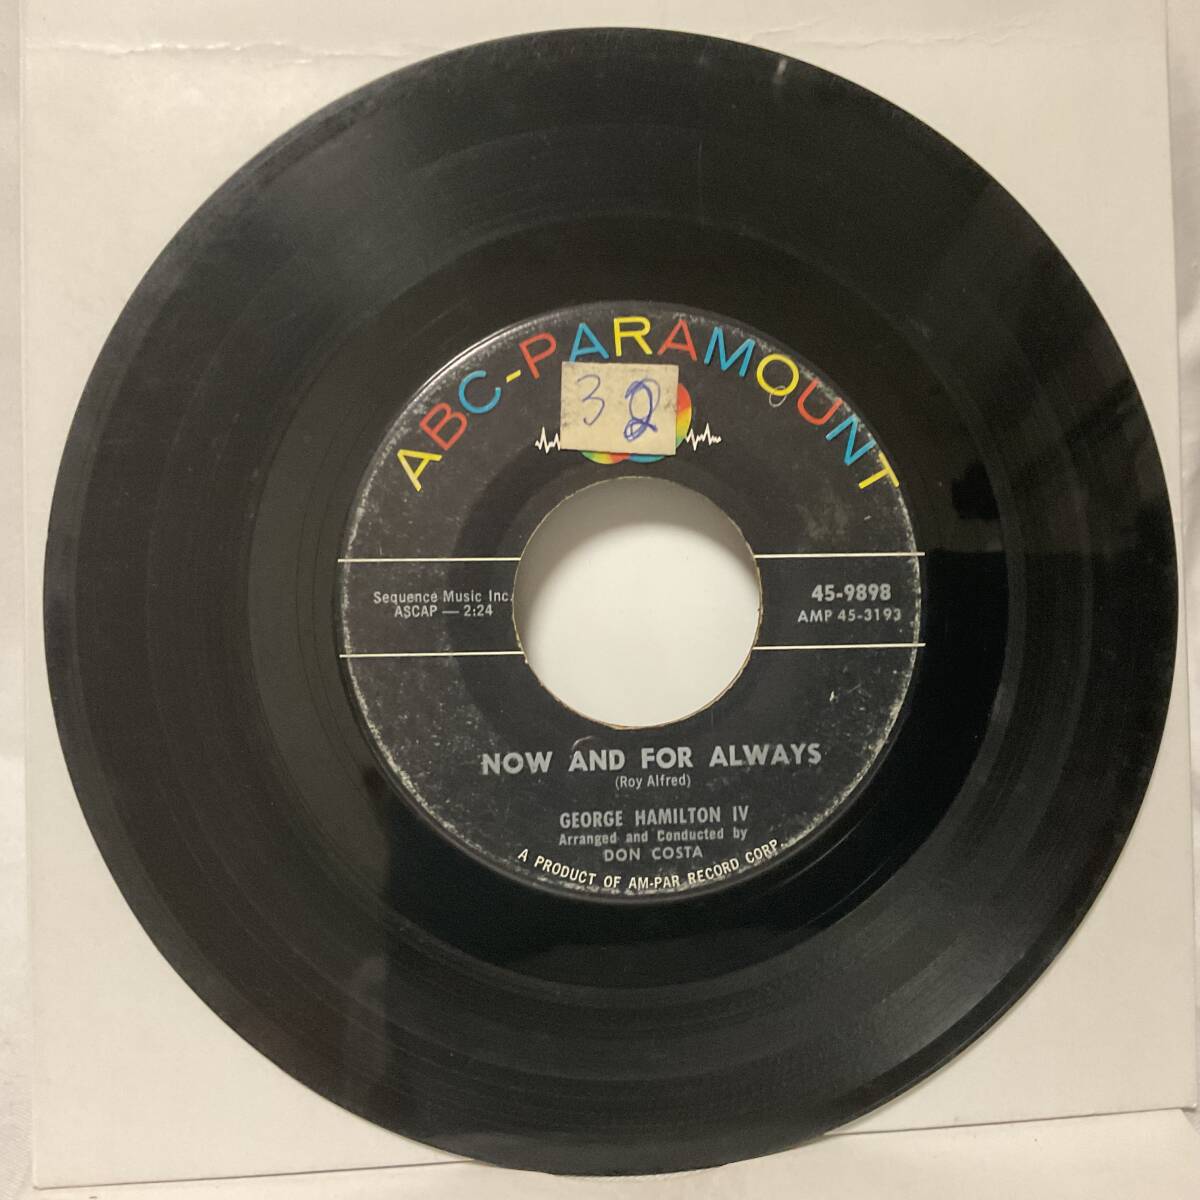 ABC-PARAMOUNT
32
Sequence Music Inc.
ASCAP — 2:24
45-9898
AMP 45-3193
NOW AND FOR ALWAYS
(Roy Alfred)
GEORGE HAMILTON IV
Arranged and Conducted by
DON COSTA
A PRODUCT OF AM-PAR RECORD CORP.